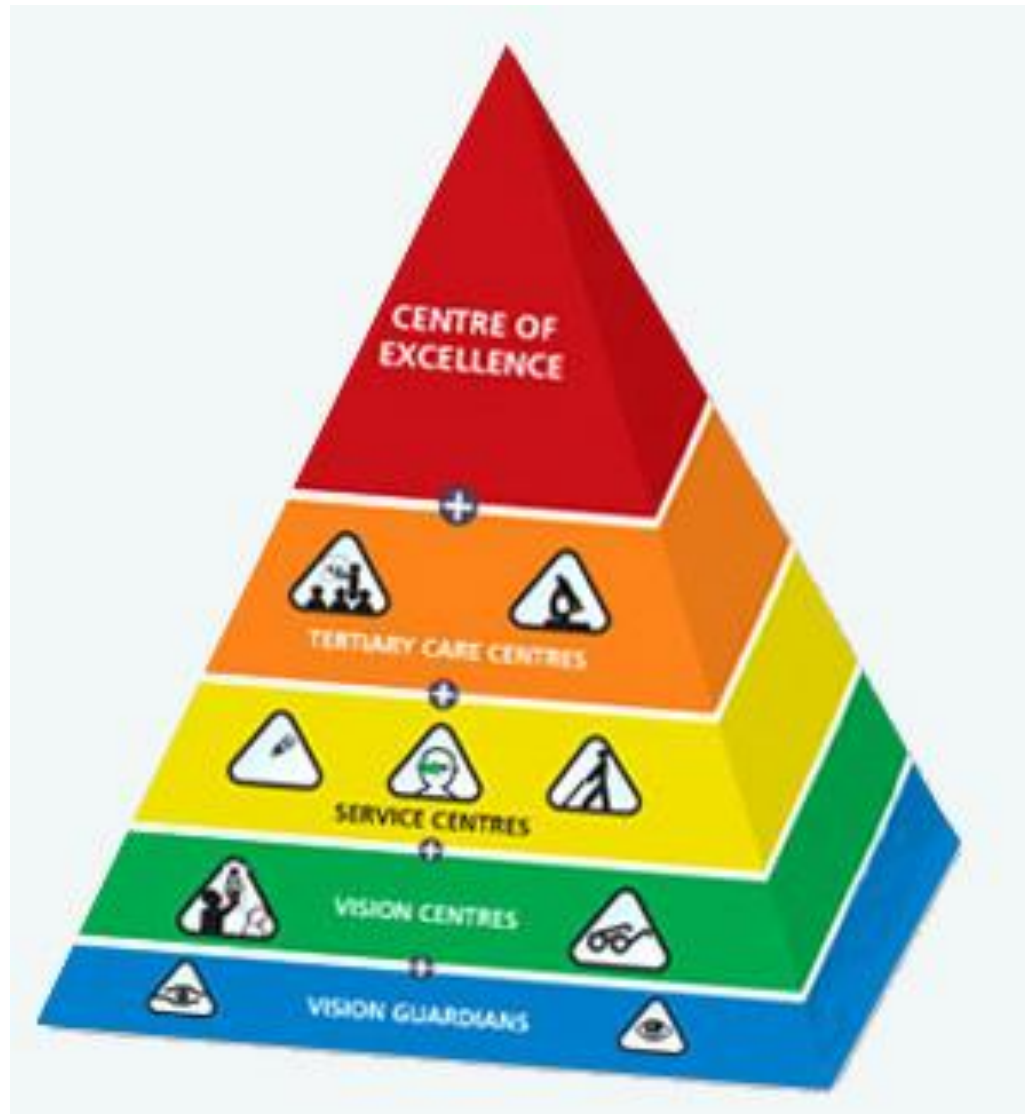 CENTRE OF
EXCELLENCE
TERTIARY CARE CENTRES
SERVICE CENTRES
VISION CENTRES
VISION GUARDIANS